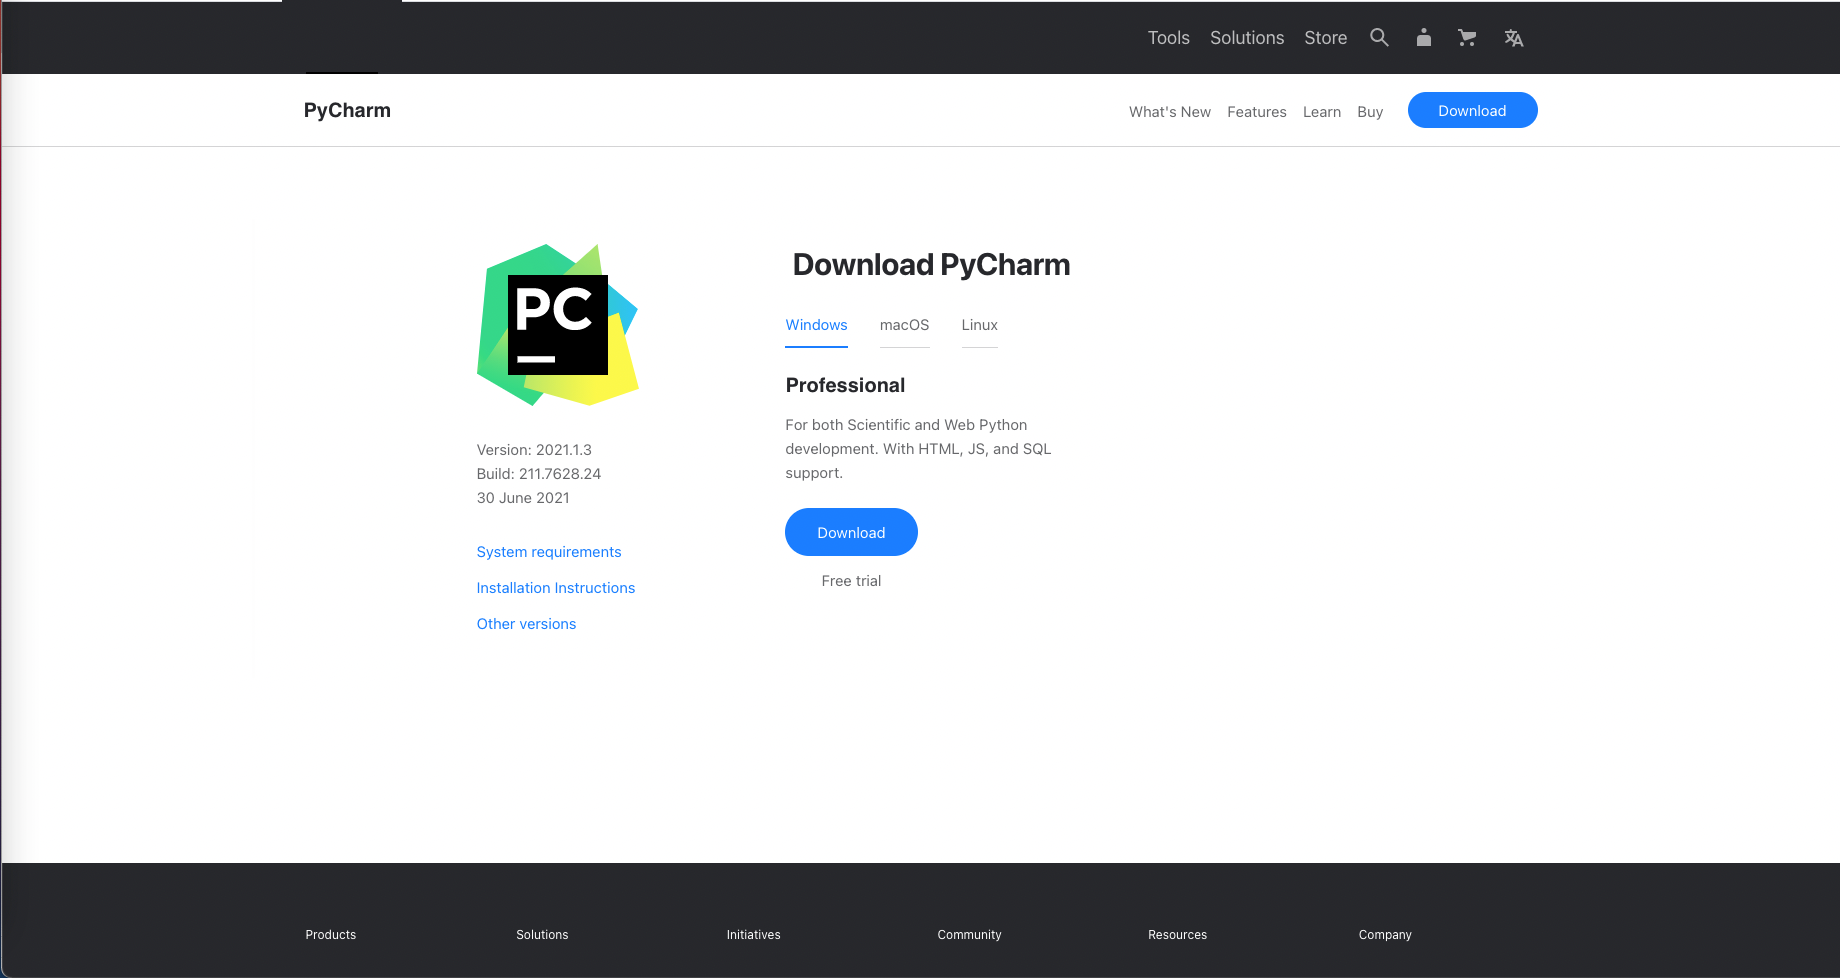 Tools Solutions Store
PyCharm
What's New Features Learn Buy Download
PC
Download PyCharm
Windows macOS Linux
Professional
For both Scientific and Web Python
development. With HTML, JS, and SQL
support.
Download
Free trial
Version: 2021.1.3
Build: 211.7628.24
30 June 2021
System requirements
Installation Instructions
Other versions
Products Solutions Initiatives Community Resources Company